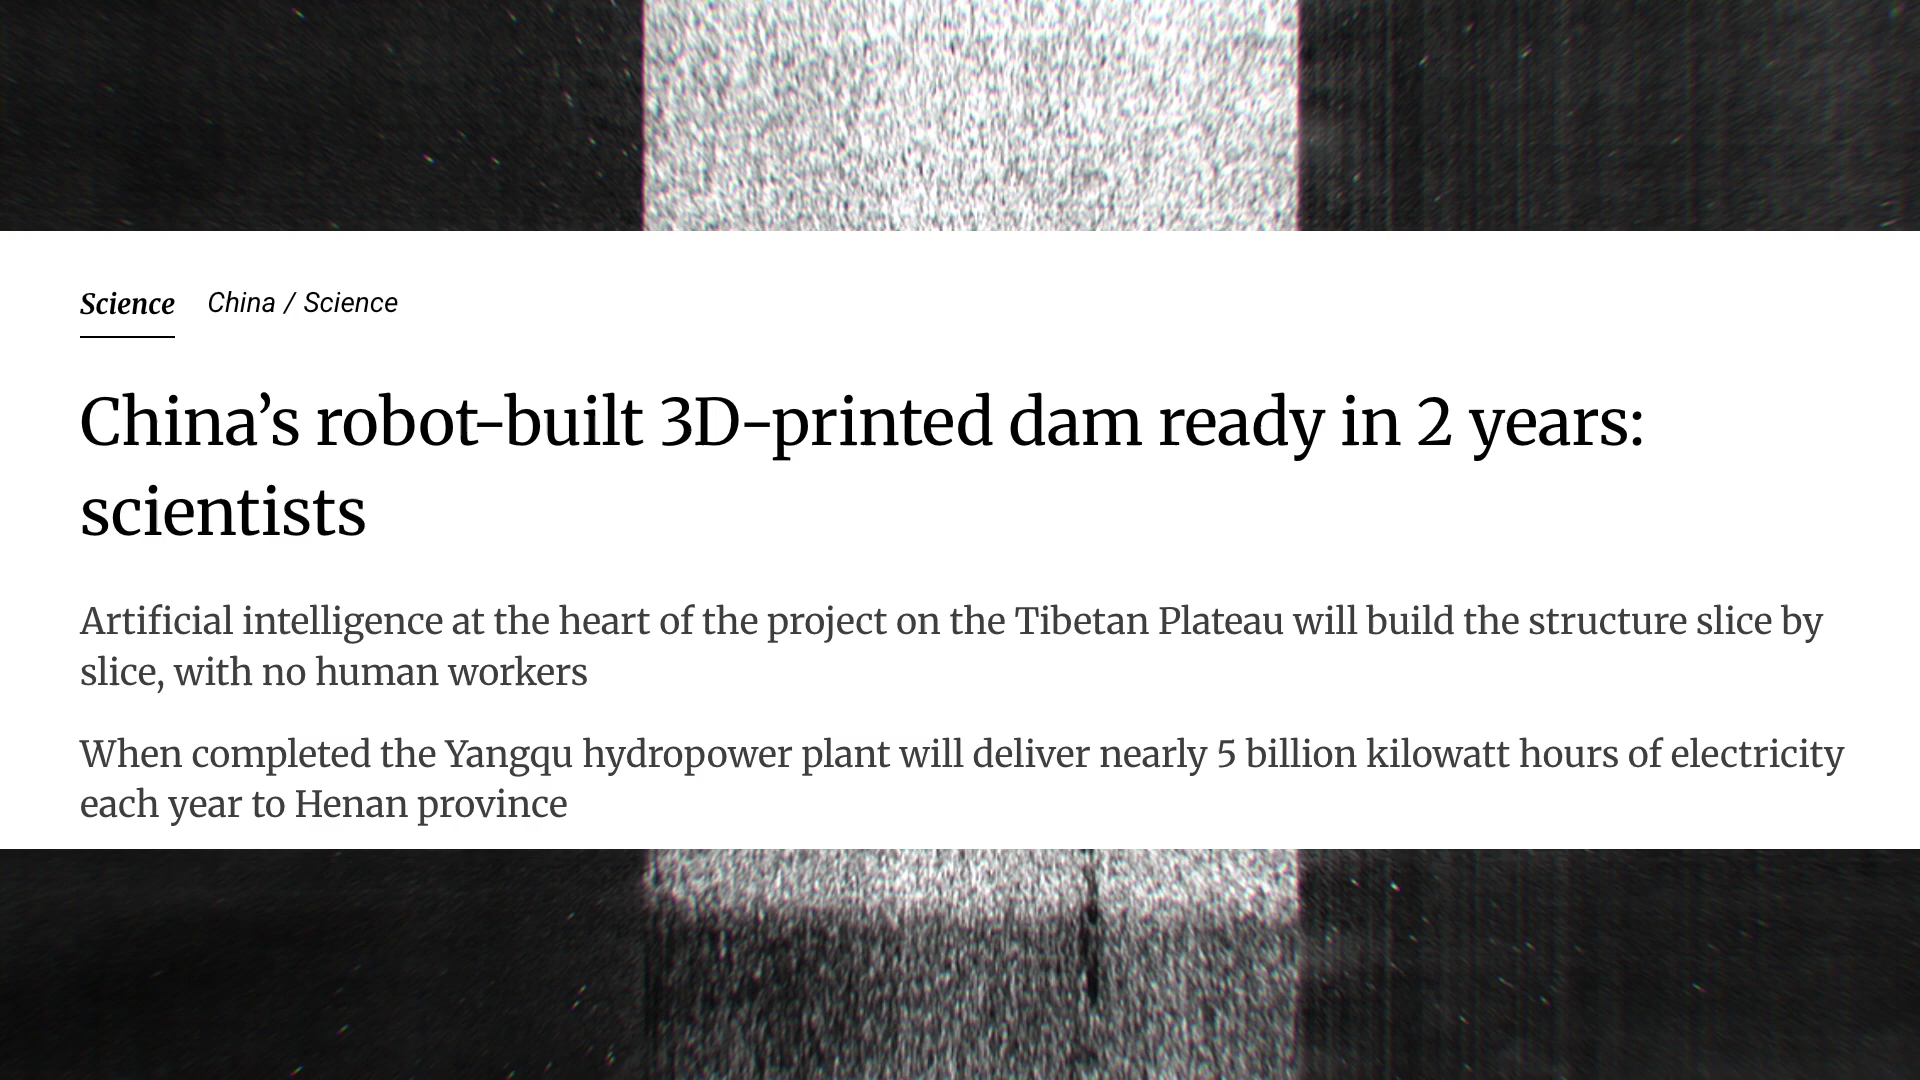 Science China / Science
China’s robot-built 3D-printed dam ready in 2 years:
scientists
Artificial intelligence at the heart of the project on the Tibetan Plateau will build the structure slice by
slice, with no human workers
When completed the Yangqu hydropower plant will deliver nearly 5 billion kilowatt hours of electricity
each year to Henan province